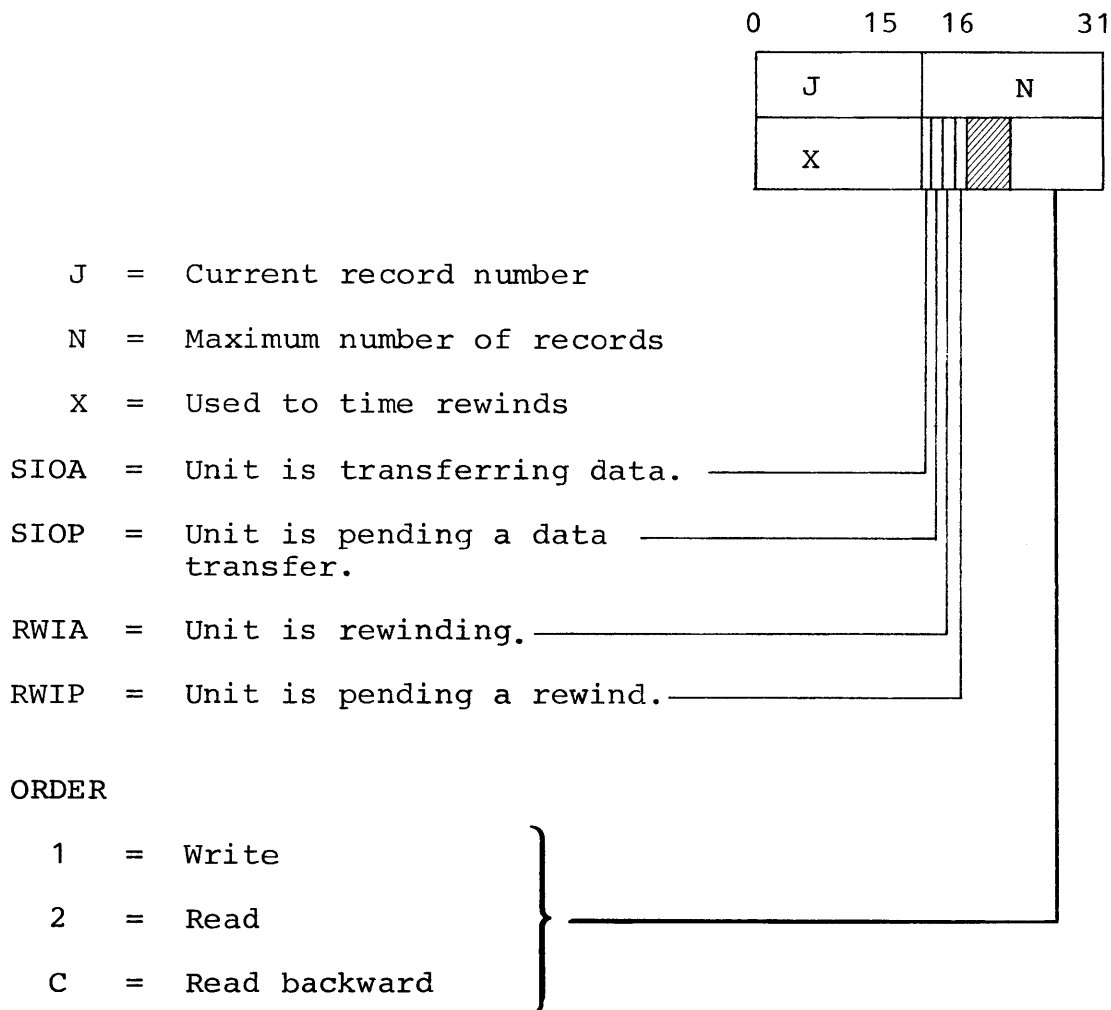 0 15 16 31
J N
X
J = Current record number
N = Maximum number of records
X = Used to time rewinds
SIOA = Unit is transferring data.
SIOP = Unit is pending a data
transfer.
RWIA = Unit is rewinding.
RWIP = Unit is pending a rewind.
ORDER
1 = Write
2 = Read
C = Read backward